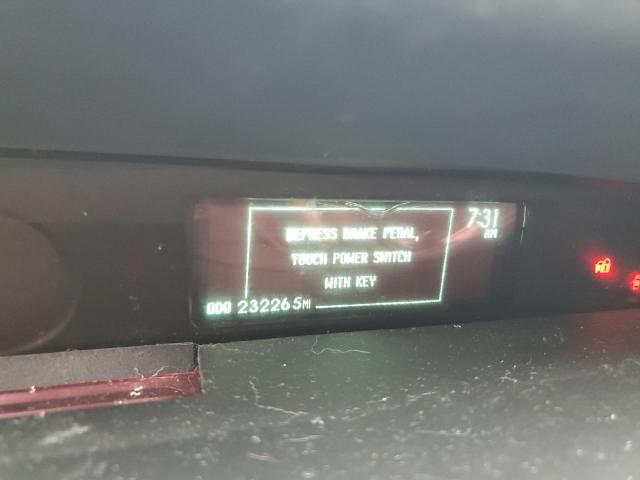 DEPRESS BRAKE PEDAL,
TOUCH POWER SWITCH
WITH KEY
7:31
AM
ODO 232265MI